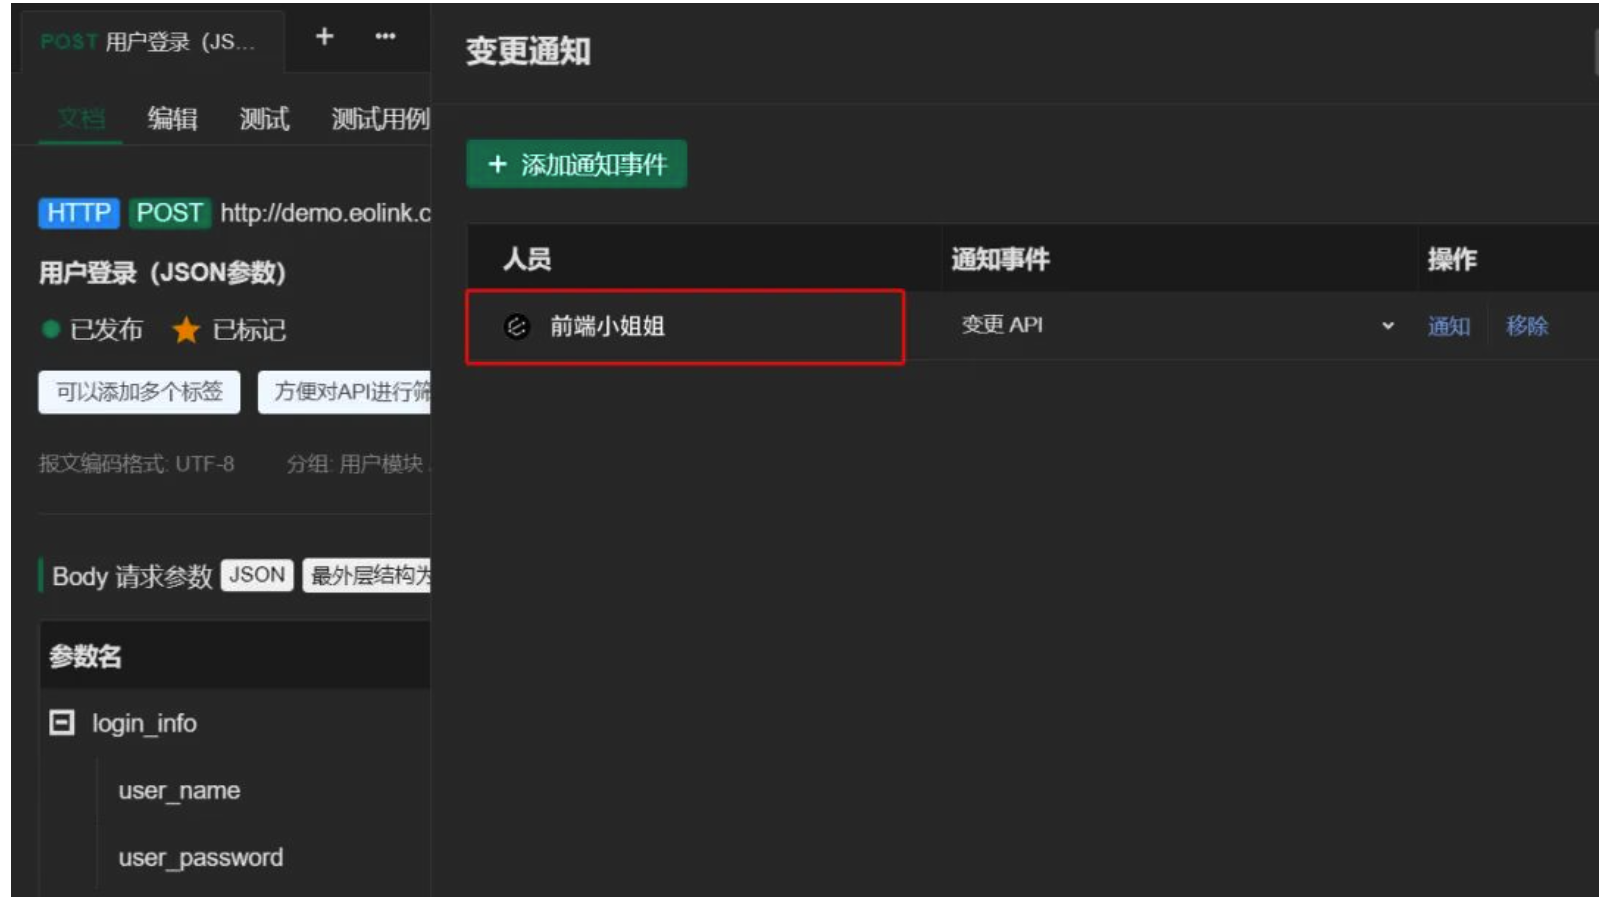 POST 用户登录（JS...
文档 编辑 测试 测试用例
HTTP POST http://demo.eolink.c
用户登录（JSON参数）
已发布 已标记
可以添加多个标签 方便对API进行筛
报文编码格式: UTF-8 分组: 用户模块
Body 请求参数 JSON 最外层结构为
参数名
login_info
user_name
user_password
变更通知
+ 添加通知事件
人员 通知事件 操作
前端小姐姐 变更 API 通知 移除